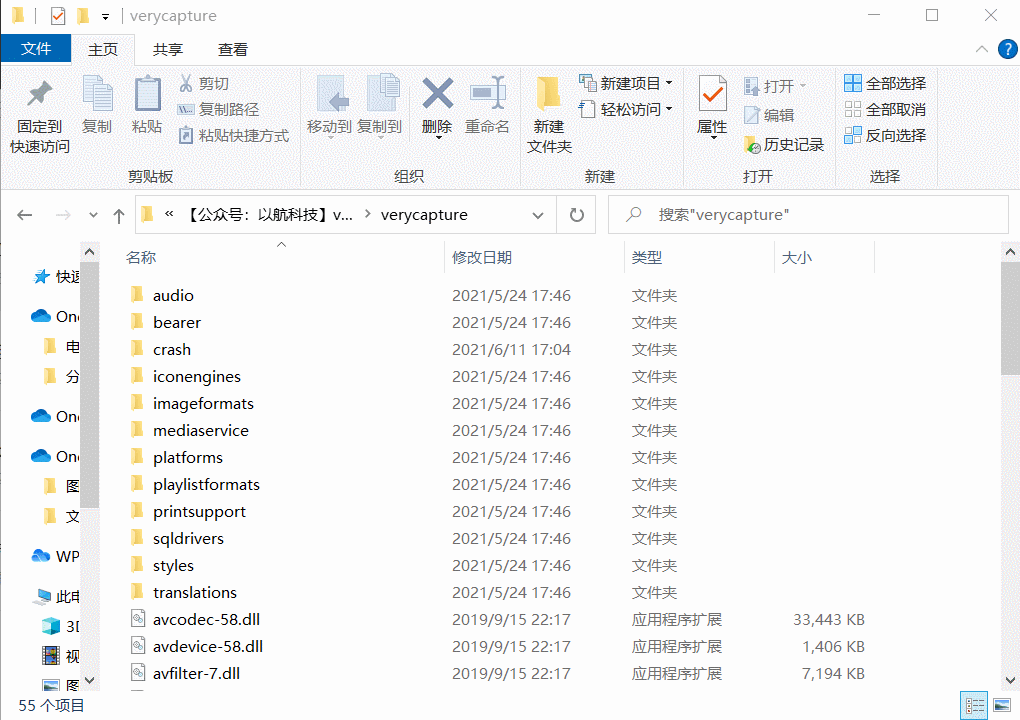 verycapture
文件 主页 共享 查看
固定到快速访问 复制 粘贴 剪切 复制路径 粘贴快捷方式 移动到 复制到 删除 重命名 新建文件夹 新建项目 轻松访问 属性 打开 编辑 历史记录 全部选择 全部取消 反向选择
剪贴板 组织 新建 打开 选择
« 【公众号：以航科技】v... › verycapture 搜索"verycapture"
名称 修改日期 类型 大小
快速
One
电
分
One
One
图
文
WP
此电
3D
视
图
audio 2021/5/24 17:46 文件夹
bearer 2021/5/24 17:46 文件夹
crash 2021/6/11 17:04 文件夹
iconengines 2021/5/24 17:46 文件夹
imageformats 2021/5/24 17:46 文件夹
mediaservice 2021/5/24 17:46 文件夹
platforms 2021/5/24 17:46 文件夹
playlistformats 2021/5/24 17:46 文件夹
printsupport 2021/5/24 17:46 文件夹
sqldrivers 2021/5/24 17:46 文件夹
styles 2021/5/24 17:46 文件夹
translations 2021/5/24 17:46 文件夹
avcodec-58.dll 2019/9/15 22:17 应用程序扩展 33,443 KB
avdevice-58.dll 2019/9/15 22:17 应用程序扩展 1,406 KB
avfilter-7.dll 2019/9/15 22:17 应用程序扩展 7,194 KB
55 个项目